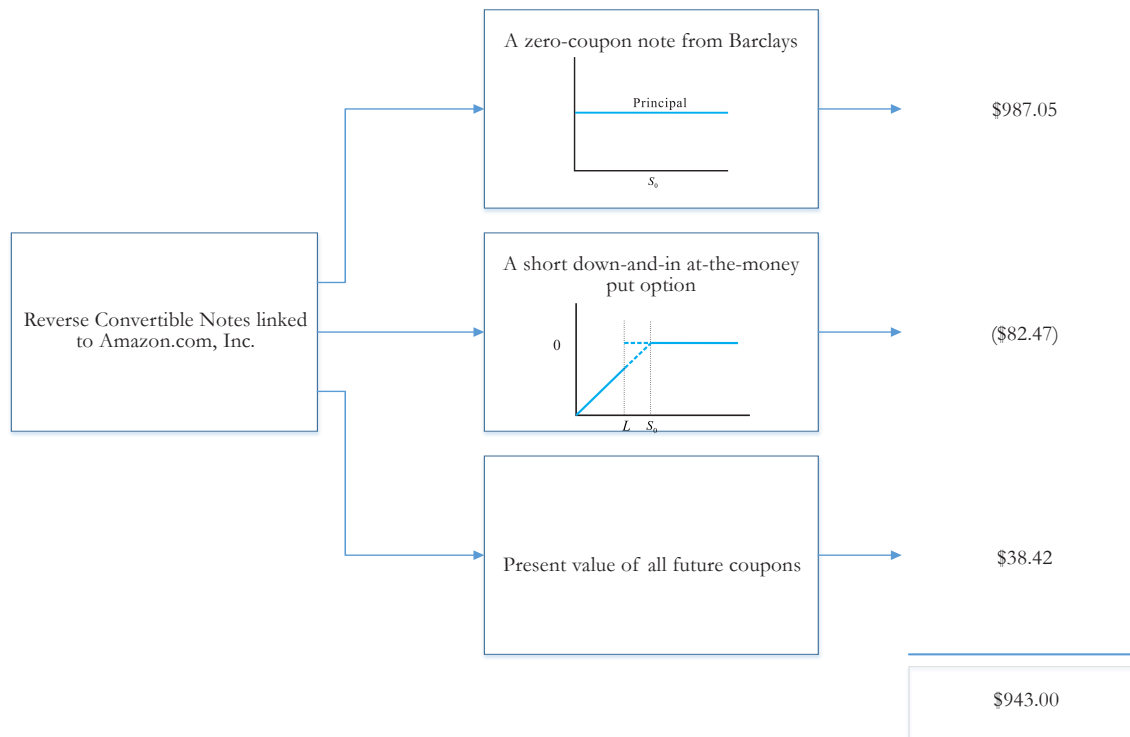 A zero-coupon note from Barclays
Principal
S₀
$987.05
Reverse Convertible Notes linked
to Amazon.com, Inc.
A short down-and-in at-the-money
put option
0
L S₀
($82.47)
Present value of all future coupons
$38.42
$943.00